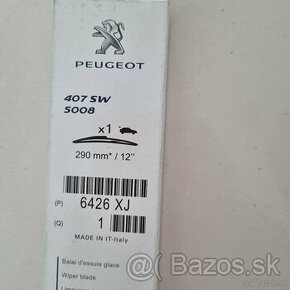 PEUGEOT
407 SW
5008
x1
290 mm* / 12"
(P) 6426 XJ
(Q) 1
MADE IN IT-Italy
Balai d'essuie glace
Wiper blade
Bazos.sk